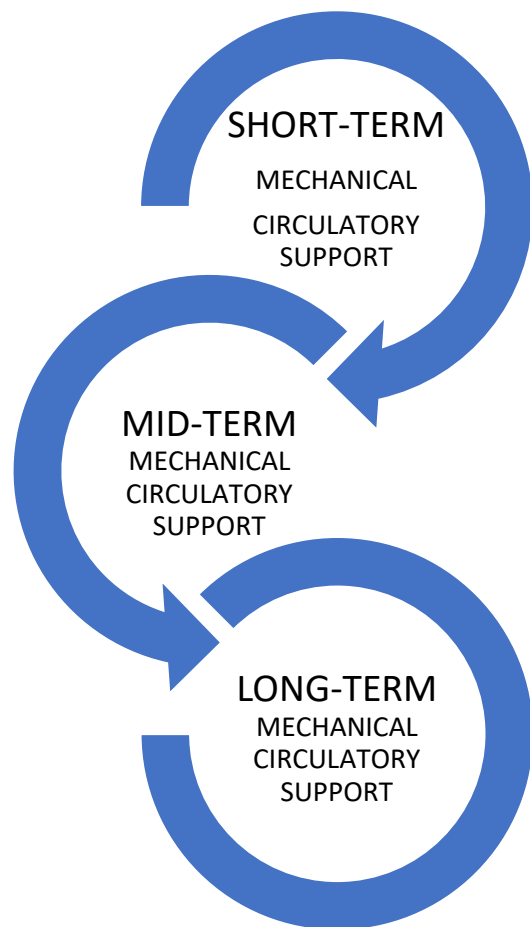 SHORT-TERM
MECHANICAL
CIRCULATORY
SUPPORT
MID-TERM
MECHANICAL
CIRCULATORY
SUPPORT
LONG-TERM
MECHANICAL
CIRCULATORY
SUPPORT